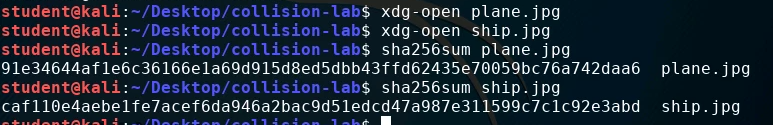 student@kali:~/Desktop/collision-lab$ xdg-open plane.jpg
student@kali:~/Desktop/collision-lab$ xdg-open ship.jpg
student@kali:~/Desktop/collision-lab$ sha256sum plane.jpg
91e34644af1e6c36166e1a69d915d8ed5dbb43ffd62435e70059bc76a742daa6  plane.jpg
student@kali:~/Desktop/collision-lab$ sha256sum ship.jpg
caf110e4aebe1fe7acef6da946a2bac9d51edcd47a987e311599c7c1c92e3abd  ship.jpg
student@kali:~/Desktop/collision-lab$